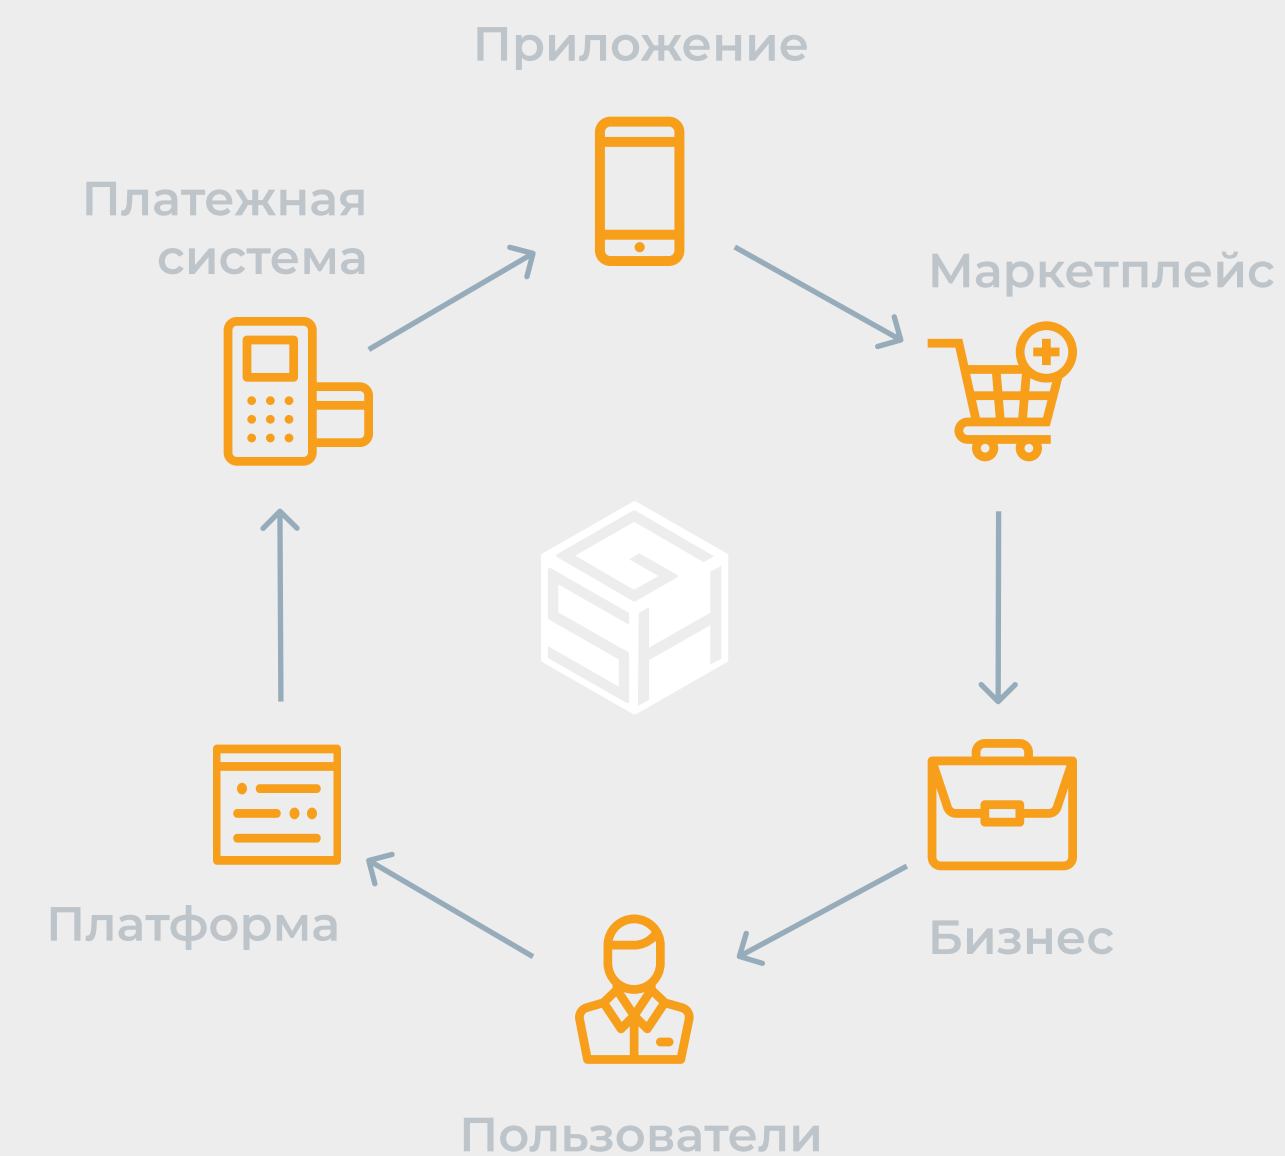 Приложение
Платежная
система
Маркетплейс
Платформа
Бизнес
Пользователи